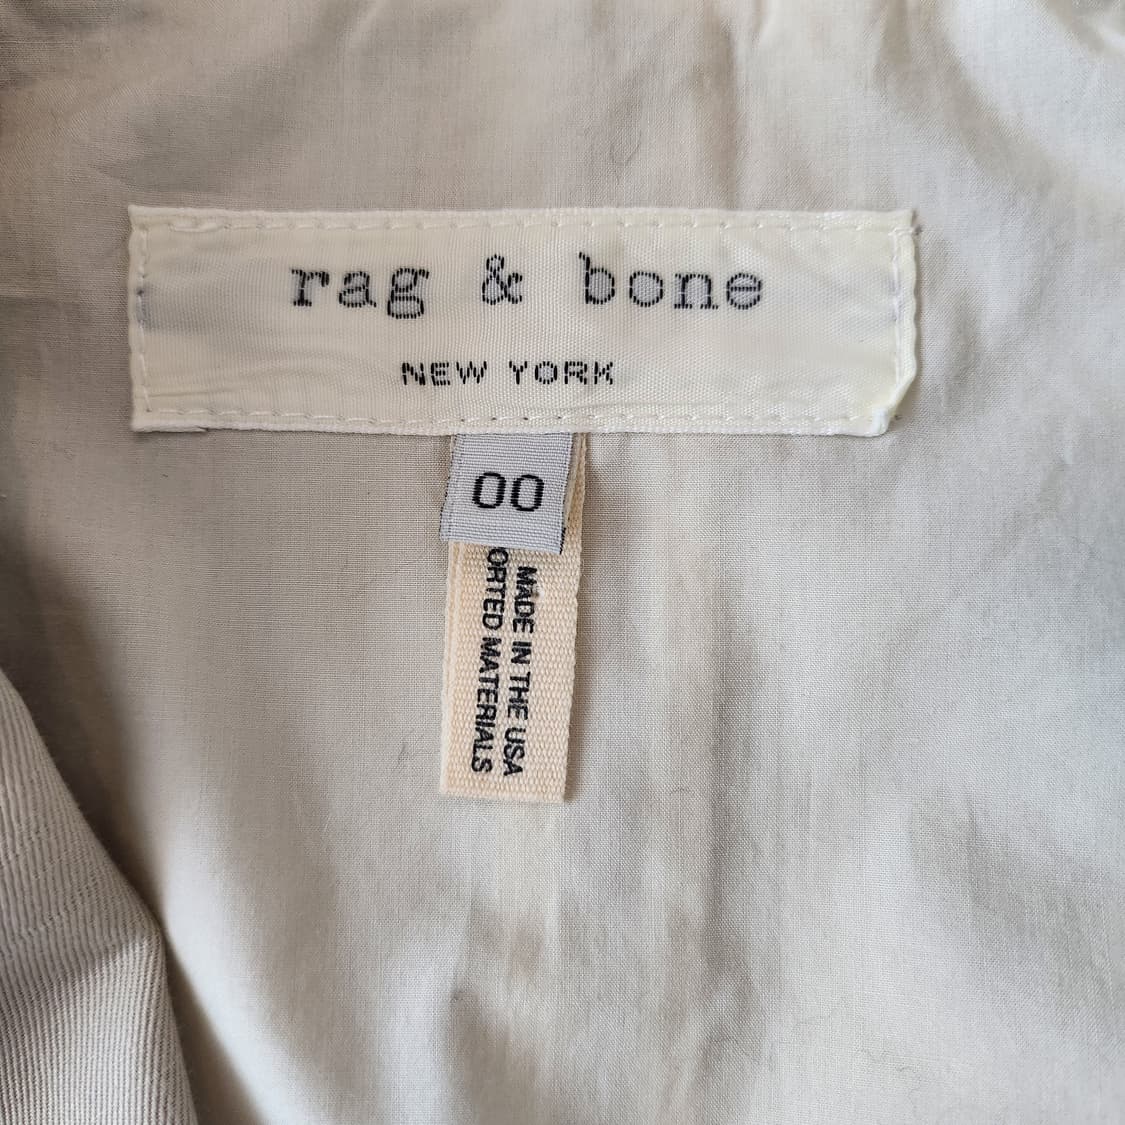 rag & bone
NEW YORK
00
MADE IN THE USA
ORTED MATERIALS